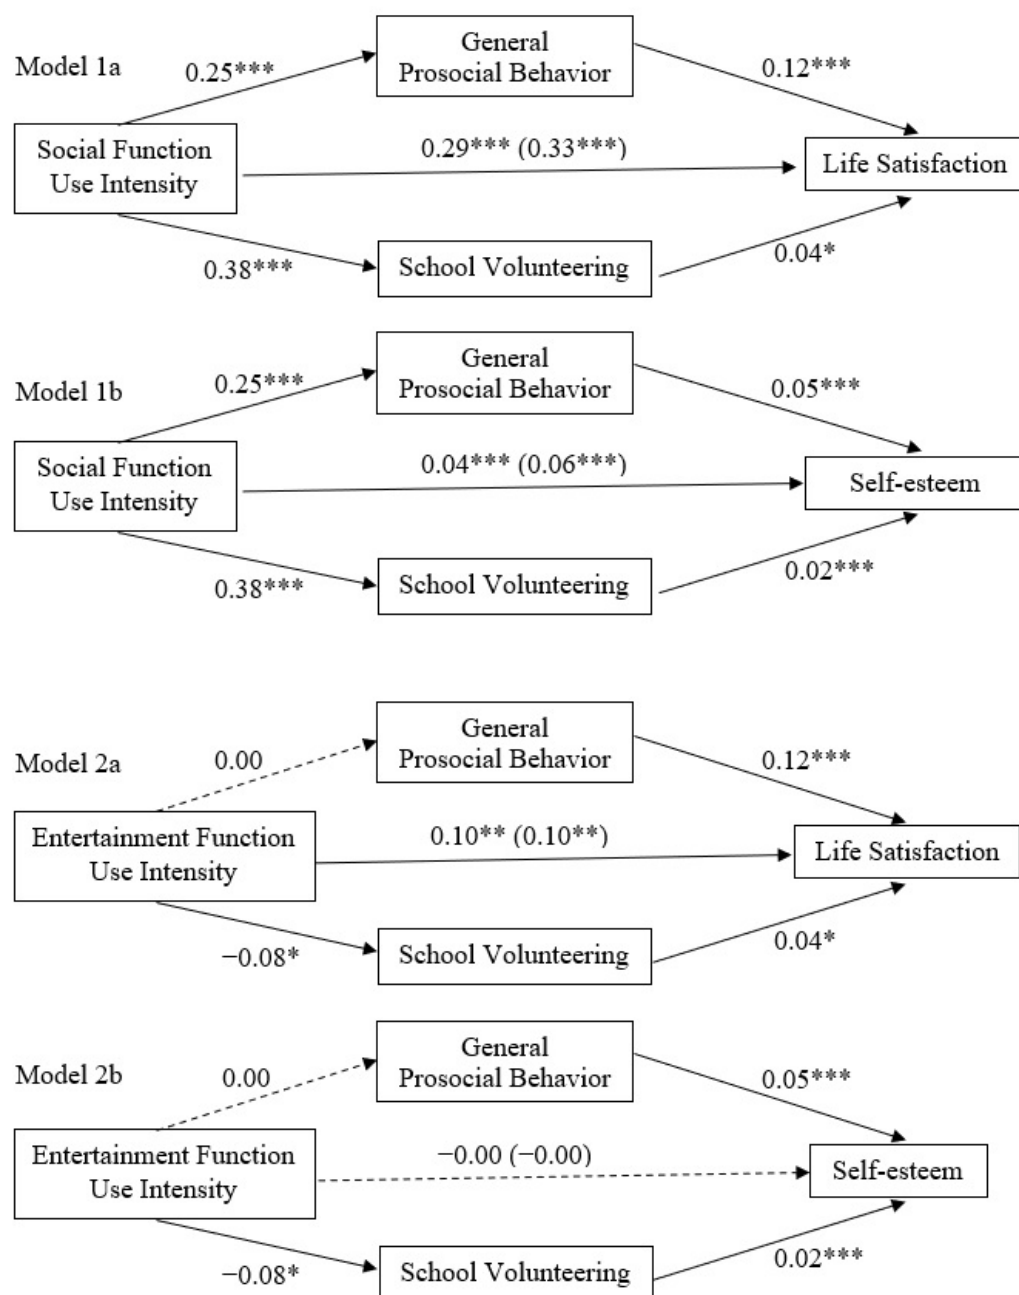 General
Prosocial Behavior
Model 1a
0.25***
0.12***
Social Function
Use Intensity
0.29*** (0.33***)
Life Satisfaction
0.38***
School Volunteering
0.04*
General
Prosocial Behavior
Model 1b
0.25***
0.05***
Social Function
Use Intensity
0.04*** (0.06***)
Self-esteem
0.38***
School Volunteering
0.02***
General
Prosocial Behavior
Model 2a
0.00
0.12***
Entertainment Function
Use Intensity
0.10** (0.10**)
Life Satisfaction
−0.08*
School Volunteering
0.04*
General
Prosocial Behavior
Model 2b
0.00
0.05***
Entertainment Function
Use Intensity
−0.00 (−0.00)
Self-esteem
−0.08*
School Volunteering
0.02***